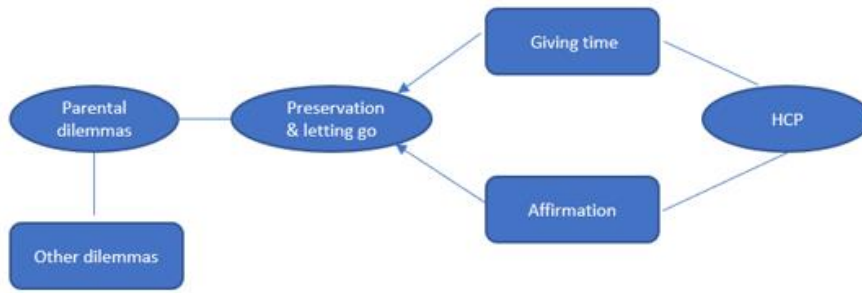 Giving time
Parental
dilemmas
Preservation
& letting go
HCP
Affirmation
Other dilemmas